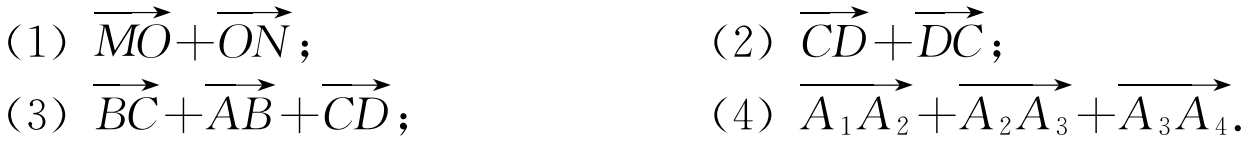 (1) $\overrightarrow{MO}+\overrightarrow{ON}$; (2) $\overrightarrow{CD}+\overrightarrow{DC}$;
(3) $\overrightarrow{BC}+\overrightarrow{AB}+\overrightarrow{CD}$; (4) $\overrightarrow{A_1A_2}+\overrightarrow{A_2A_3}+\overrightarrow{A_3A_4}$.